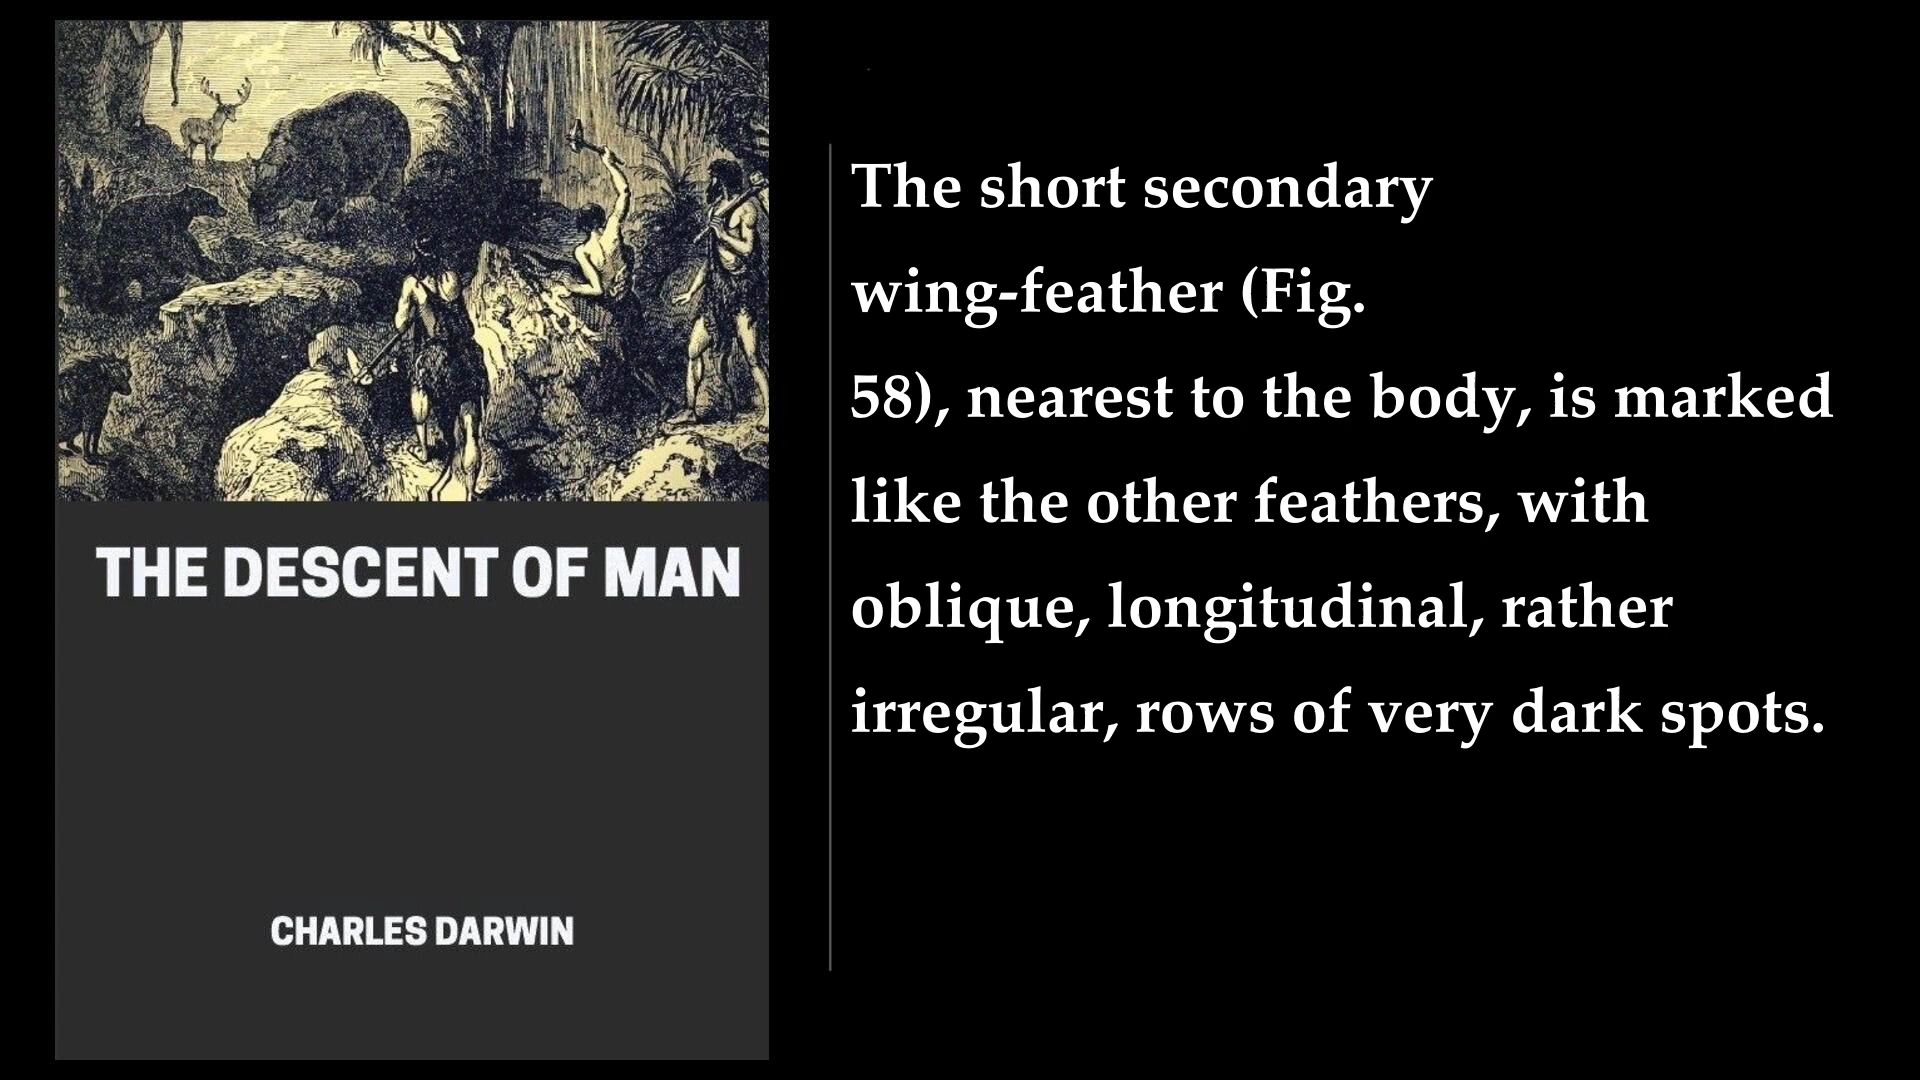 THE DESCENT OF MAN
CHARLES DARWIN
The short secondary
wing-feather (Fig.
58), nearest to the body, is marked
like the other feathers, with
oblique, longitudinal, rather
irregular, rows of very dark spots.